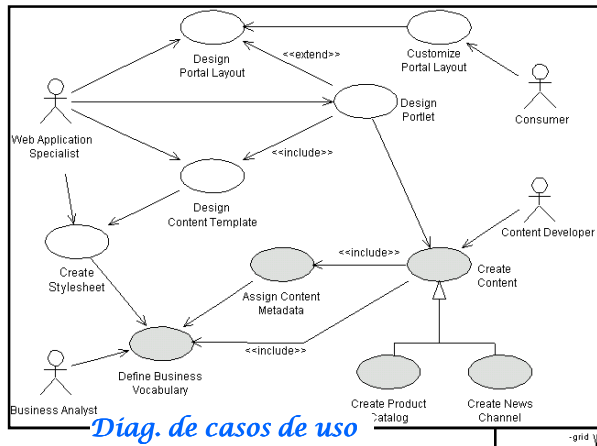 Design
Portal Layout
<<extend>>
Customize
Portal Layout
Design
Portlet
Consumer
Web Application
Specialist
<<include>>
Design
Content Template
Content Developer
Create
Stylesheet
<<include>>
Create
Content
Assign Content
Metadata
<<include>>
Define Business
Vocabulary
Business Analyst
Create Product
Catalog
Create News
Channel
Diag. de casos de uso
-grid